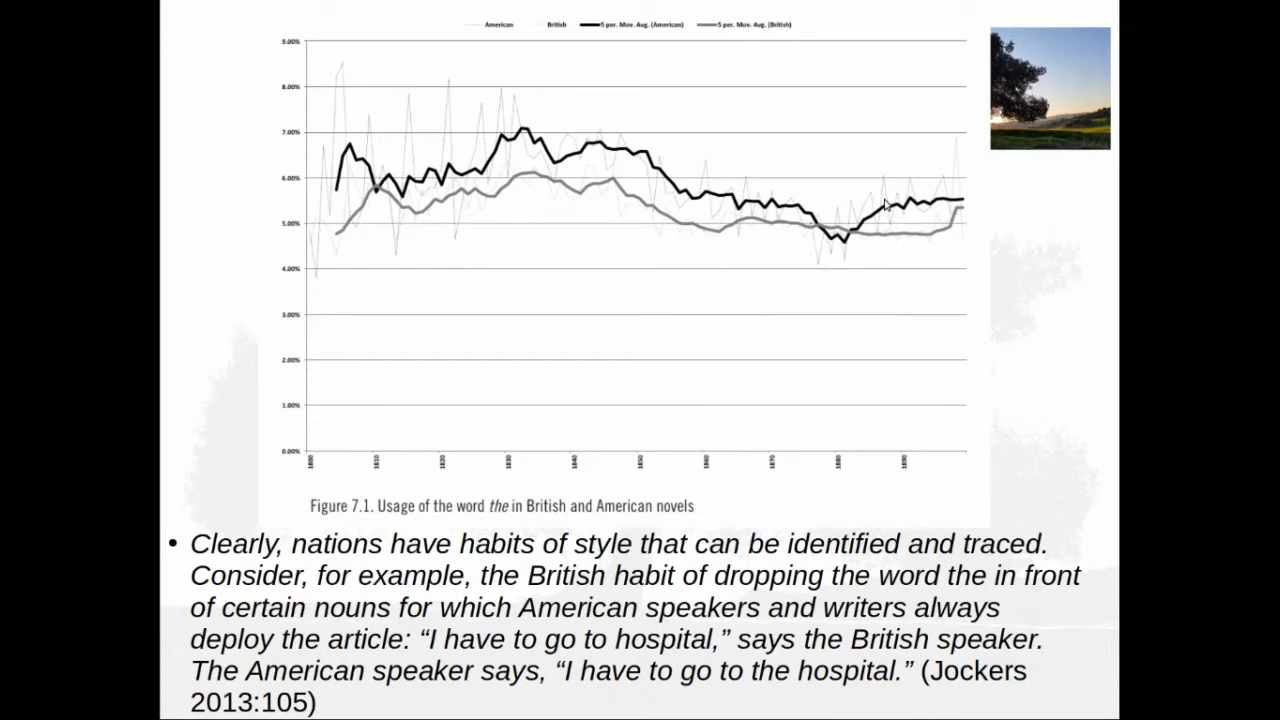 American British 5 per. Mov. Avg. (American) 5 per. Mov. Avg. (British)
9.00%
8.00%
7.00%
6.00%
5.00%
4.00%
3.00%
2.00%
1.00%
0.00%
1800 1810 1820 1830 1840 1850 1860 1870 1880 1890
Figure 7.1. Usage of the word the in British and American novels
• Clearly, nations have habits of style that can be identified and traced.
Consider, for example, the British habit of dropping the word the in front
of certain nouns for which American speakers and writers always
deploy the article: “I have to go to hospital,” says the British speaker.
The American speaker says, “I have to go to the hospital.” (Jockers
2013:105)